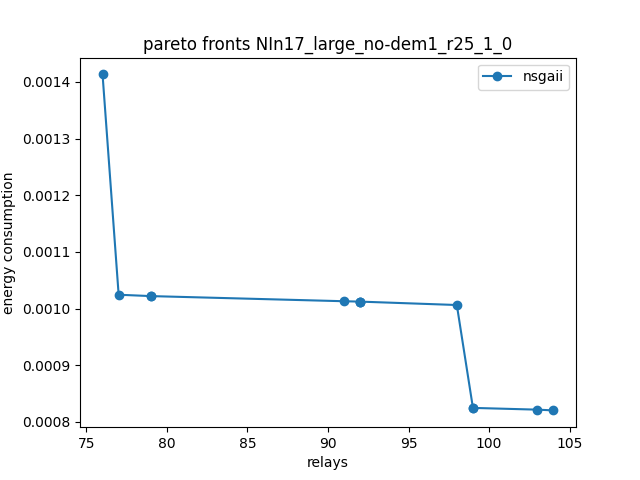 pareto fronts NIn17_large_no-dem1_r25_1_0
nsgaii
energy consumption
0.0014
0.0013
0.0012
0.0011
0.0010
0.0009
0.0008
75 80 85 90 95 100 105
relays